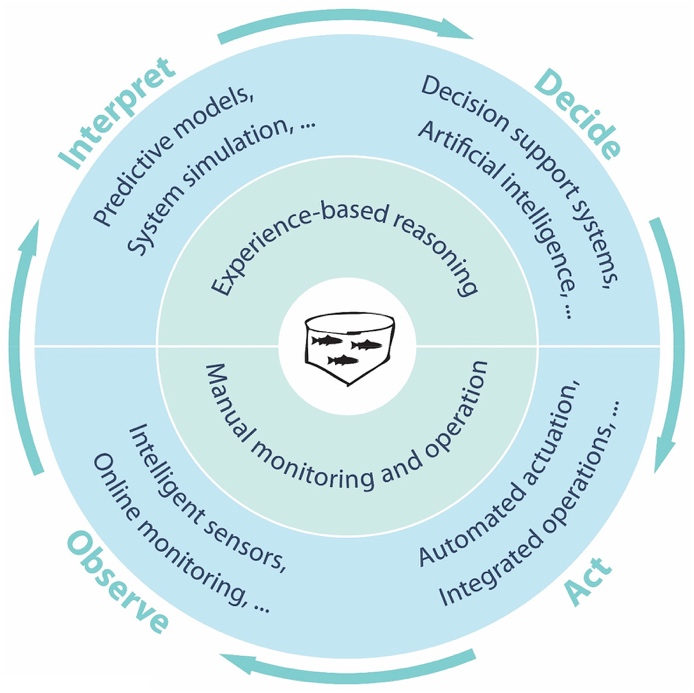 Interpret
Predictive models,
System simulation, ...
Decide
Decision support systems,
Artificial intelligence, ...
Experience-based reasoning
Manual monitoring and operation
Observe
Intelligent sensors,
Online monitoring, ...
Act
Automated actuation,
Integrated operations, ...